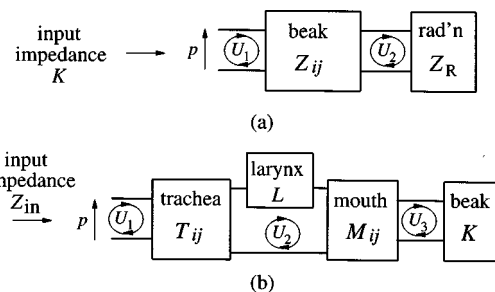 input
impedance
K
p
U1
beak
Zij
U2
rad'n
ZR
(a)
input
mpedance
Zin
p
U1
trachea
Tij
larynx
L
U2
mouth
Mij
U3
beak
K
(b)